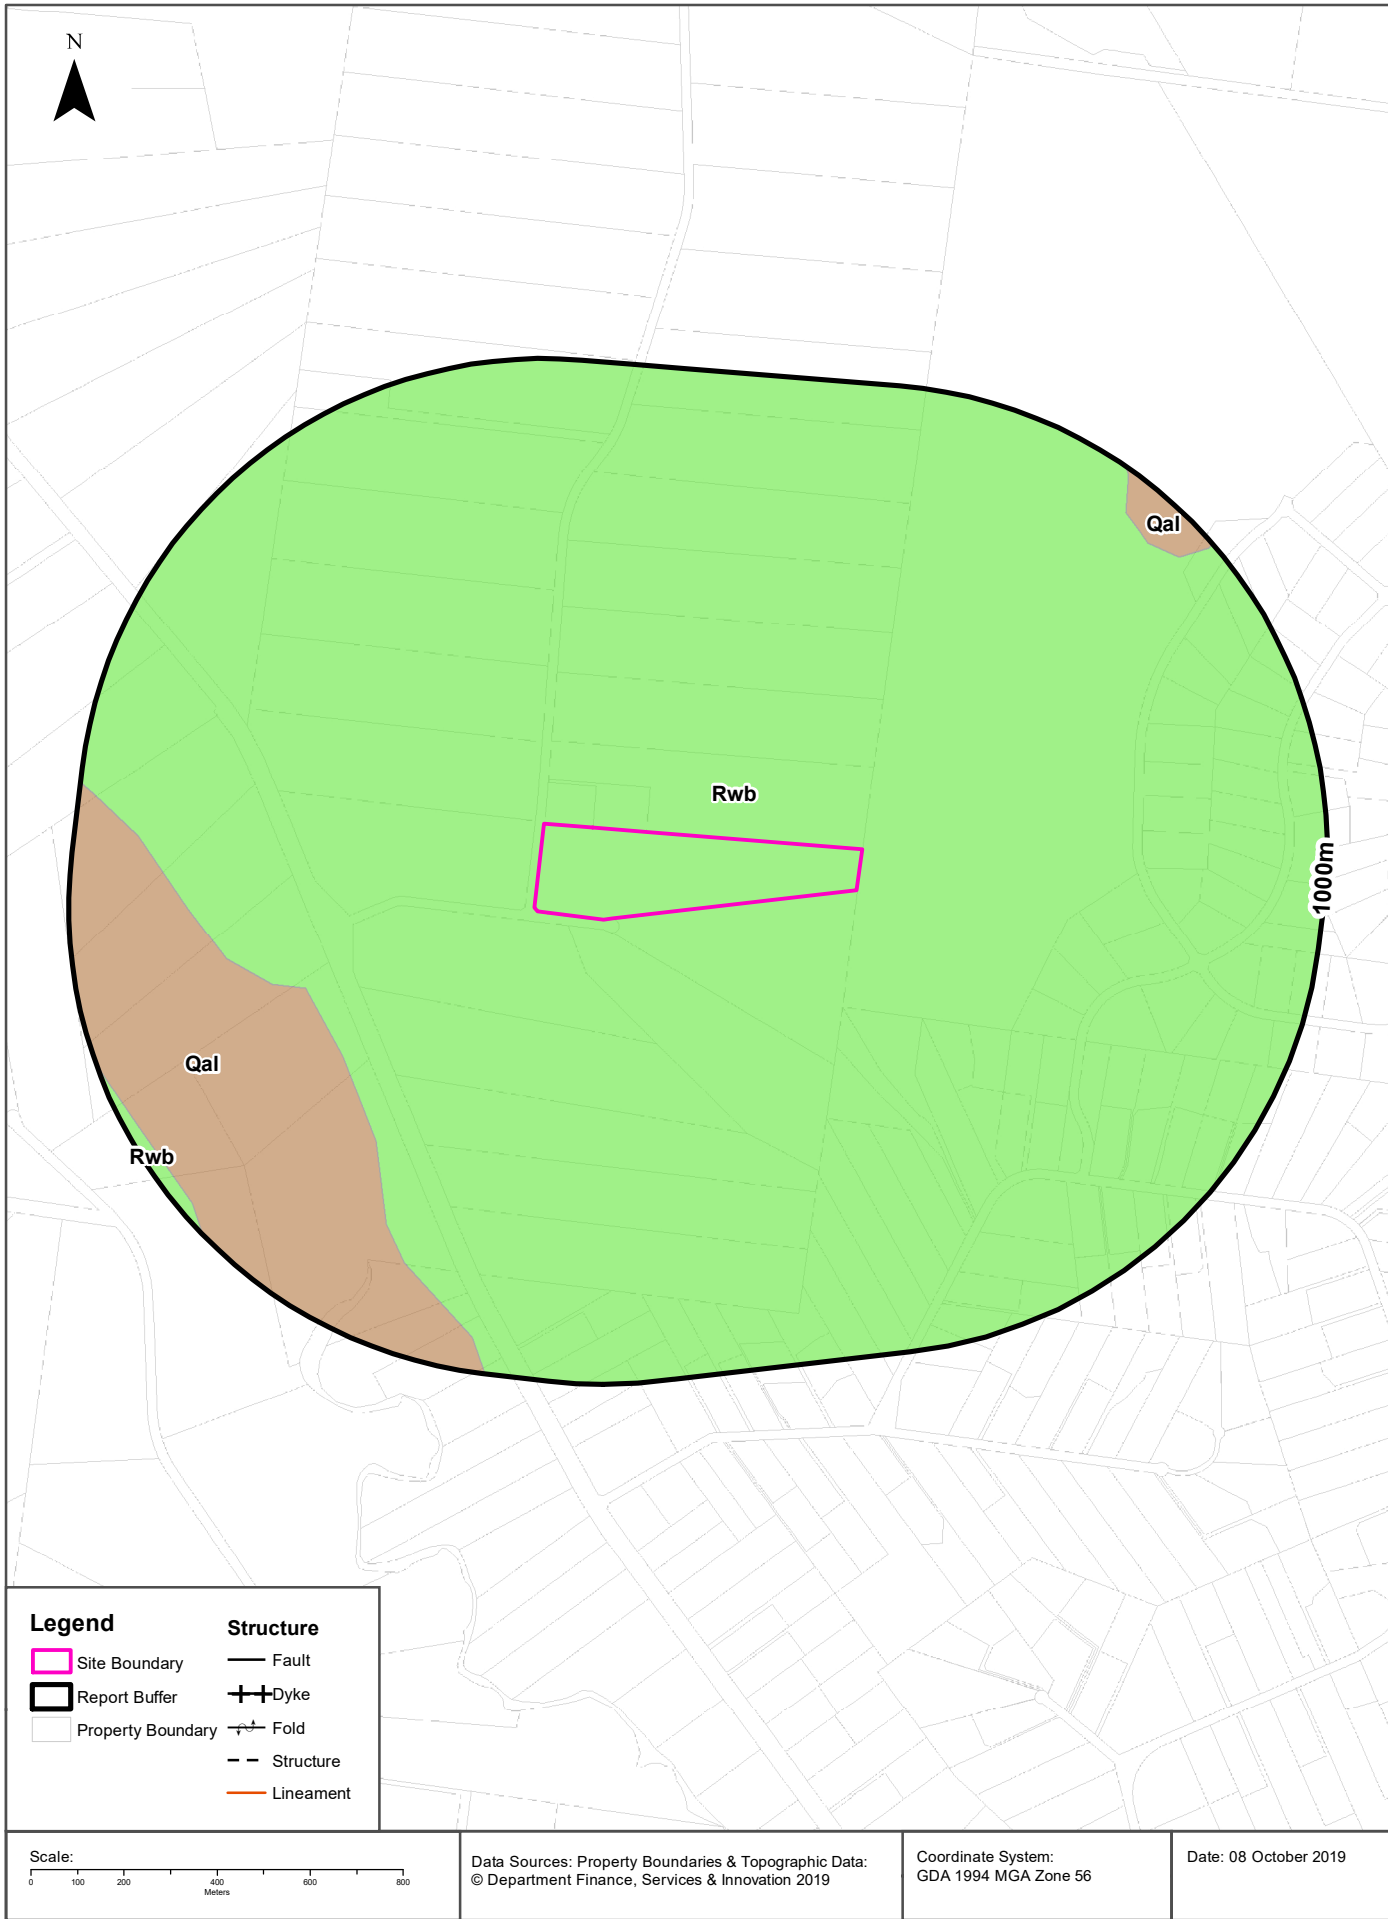 N
Qal
Rwb
1000m
Qal
Rwb
Legend
Site Boundary
Report Buffer
Property Boundary
Structure
Fault
Dyke
Fold
Structure
Lineament
Scale:
0 100 200 400 600 800
Meters
Data Sources: Property Boundaries & Topographic Data:
© Department Finance, Services & Innovation 2019
Coordinate System:
GDA 1994 MGA Zone 56
Date: 08 October 2019